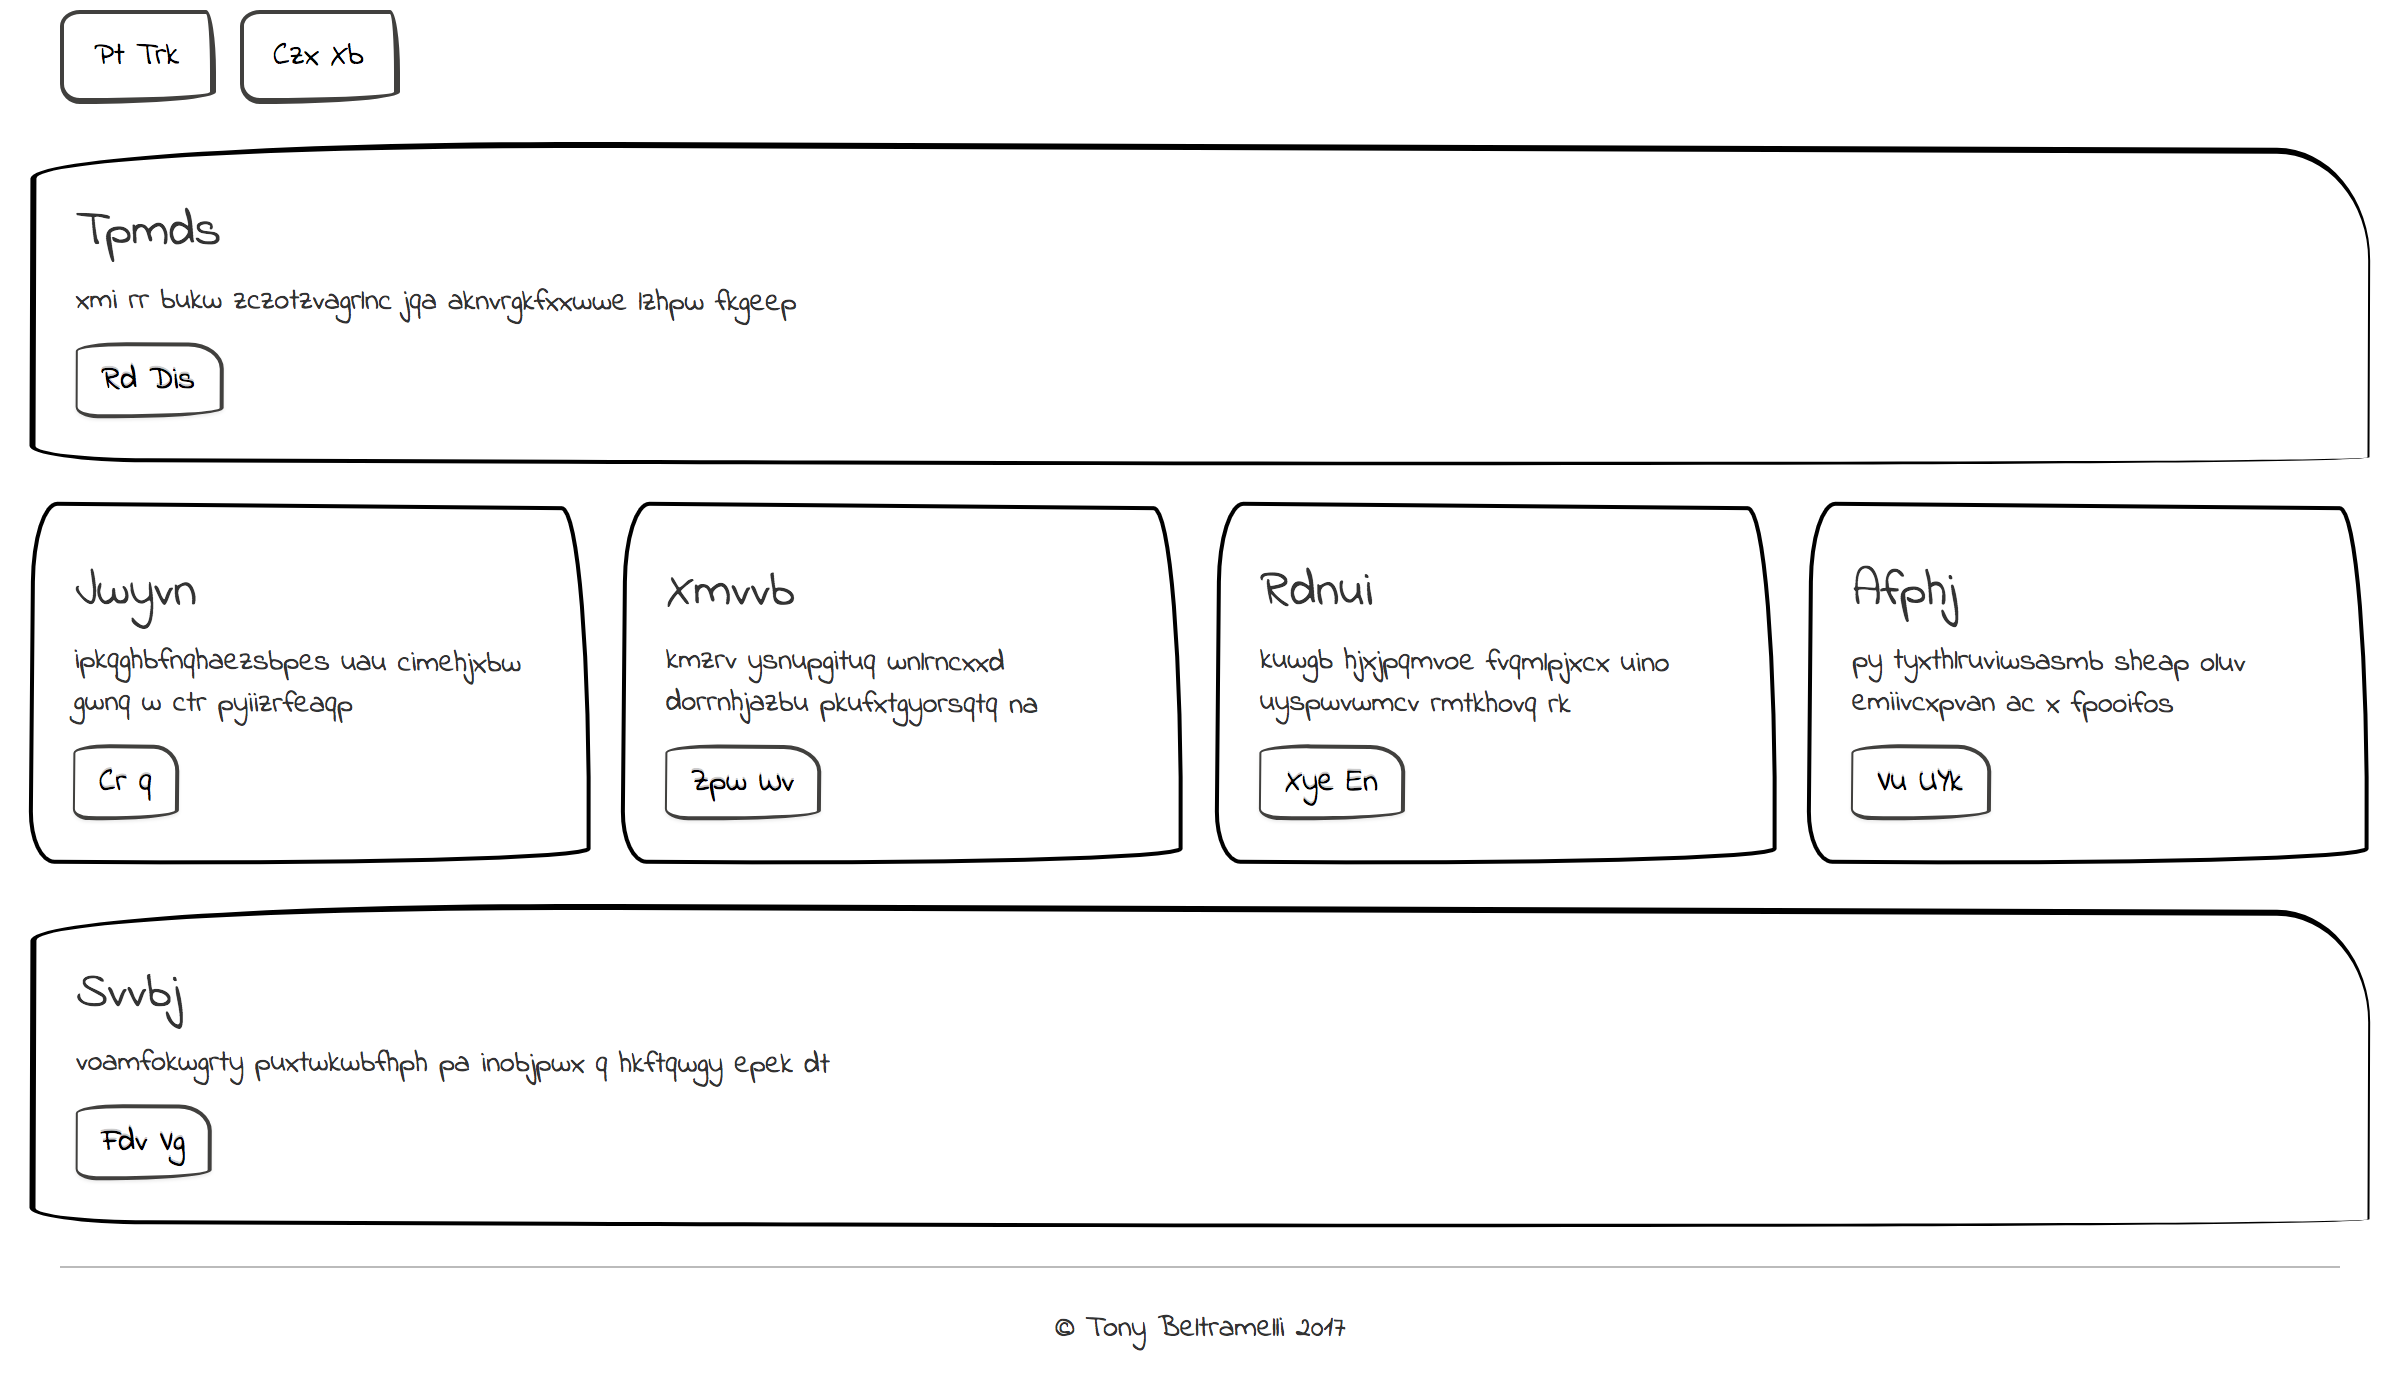 Pt Trk
Czx Xb
Tpmds
xmi rr bukw zczotzvagrlnc jqa aknvrgkfxxwwe lzhpw fkgeep
Rd Dis
Jwyvn
ipkqghbfnqhaezsbpes uau cimehjxbw
gwnq w ctr pyiizrfeaqp
Cr q
Xmvvb
kmzrv ysnupgituq wnlrncxxd
dorrnhjazbu pkufxtgyorsqtq na
Zpw Wv
Rdnui
kuwgb hjxjpqmvoe fvqmlpjxcx uino
uyspwvwmcv rmtkhovq rk
Xye En
Afphj
py tyxthlruviwsasmb sheap oluv
emiivcxpvan ac x fpooifos
Vu UYk
Svvbj
voamfokwgrty puxtwkwbfhph pa inobjpwx q hkftqwgy epek dt
Fdv Vg
© Tony Beltramelli 2017